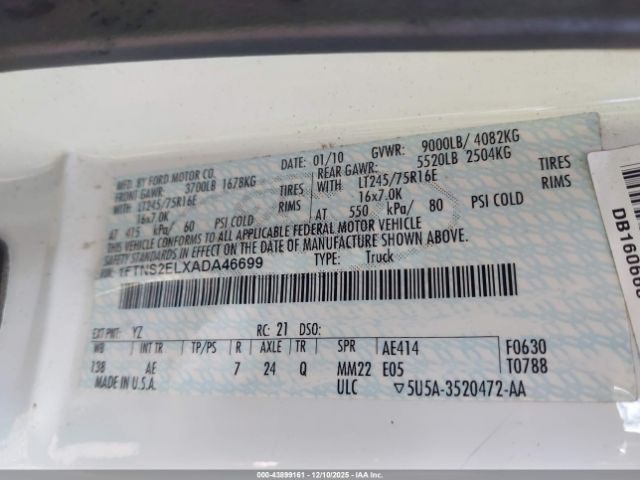 MFD. BY FORD MOTOR CO.
DATE: 01/10 GVWR: 9000LB/ 4082KG
FRONT GAWR: 3700LB 1678KG REAR GAWR: 5520LB 2504KG
WITH LT245/75R16E TIRES WITH LT245/75R16E TIRES
16x7.0K RIMS 16x7.0K RIMS
AT 415 kPa/ 60 PSI COLD AT 550 kPa/ 80 PSI COLD
THIS VEHICLE CONFORMS TO ALL APPLICABLE FEDERAL MOTOR VEHICLE
SAFETY STANDARDS IN EFFECT ON THE DATE OF MANUFACTURE SHOWN ABOVE.
1FTNS2ELXADA46699 TYPE: Truck
EXT PNT: YZ RC: 21 DSO:
WB INT TR TP/PS R AXLE TR SPR AE414 F0630
138 AE 7 24 Q MM22 E05 T0788
MADE IN U.S.A. ULC ▽5U5A-3520472-AA
000-43899161 - 12/10/2025 - IAAI.CA